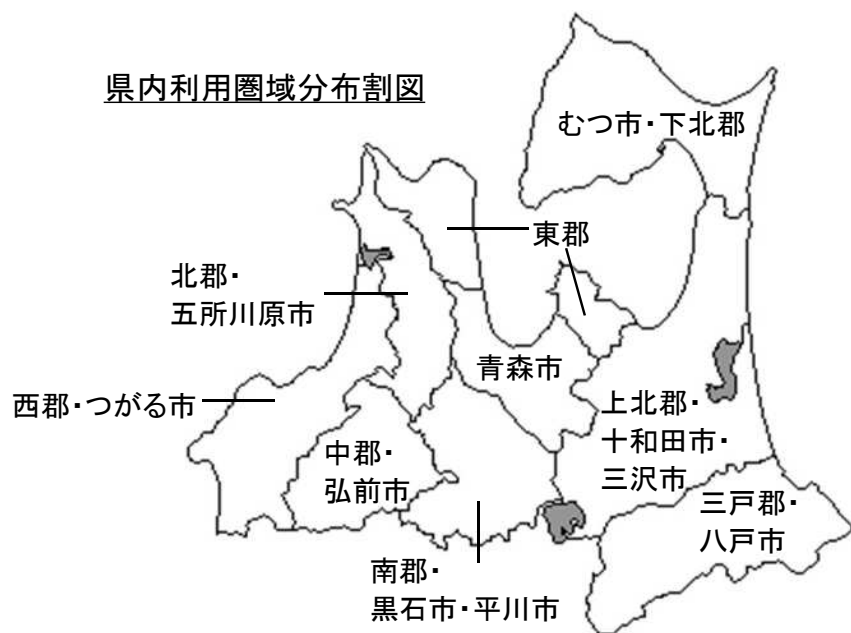 県内利用圏域分布割図
むつ市・下北郡
東郡
北郡・
五所川原市
青森市
西郡・つがる市
上北郡・
十和田市・
三沢市
中郡・
弘前市
三戸郡・
八戸市
南郡・
黒石市・平川市